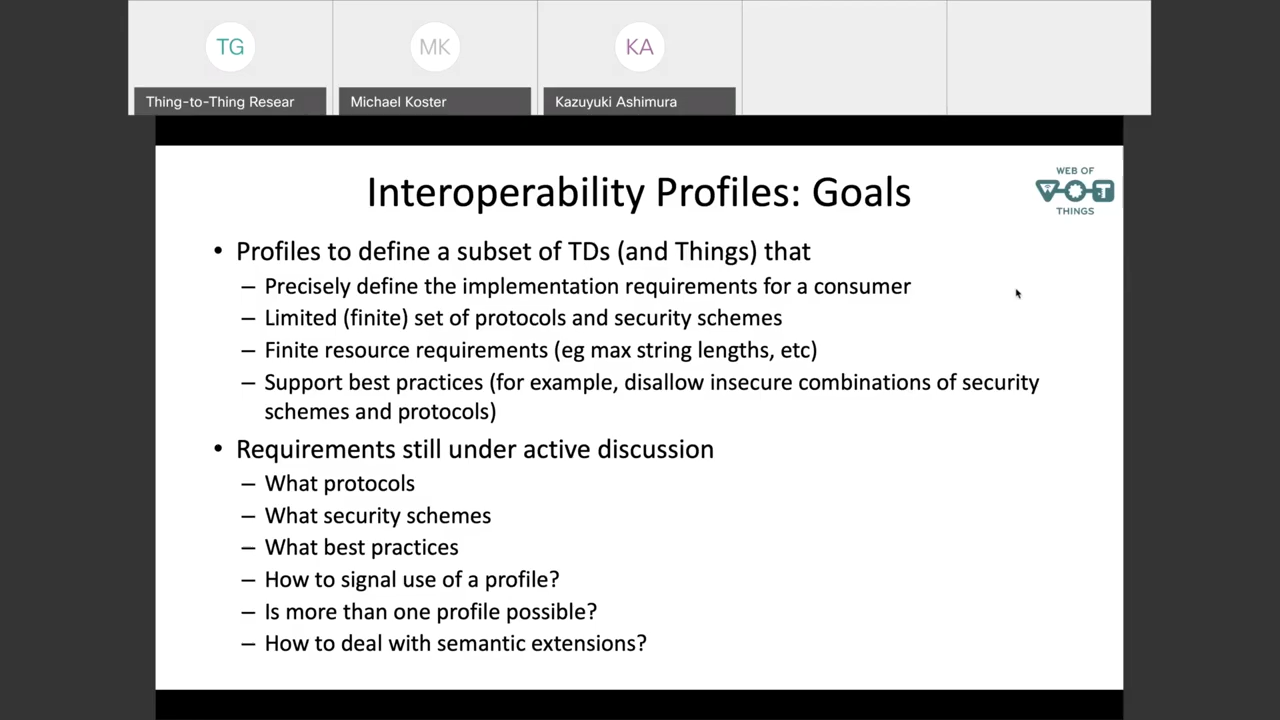 TG
MK
KA
Thing-to-Thing Resear
Michael Koster
Kazuyuki Ashimura
Interoperability Profiles: Goals
WEB OF
WOT
THINGS
• Profiles to define a subset of TDs (and Things) that
– Precisely define the implementation requirements for a consumer
– Limited (finite) set of protocols and security schemes
– Finite resource requirements (eg max string lengths, etc)
– Support best practices (for example, disallow insecure combinations of security
schemes and protocols)
• Requirements still under active discussion
– What protocols
– What security schemes
– What best practices
– How to signal use of a profile?
– Is more than one profile possible?
– How to deal with semantic extensions?